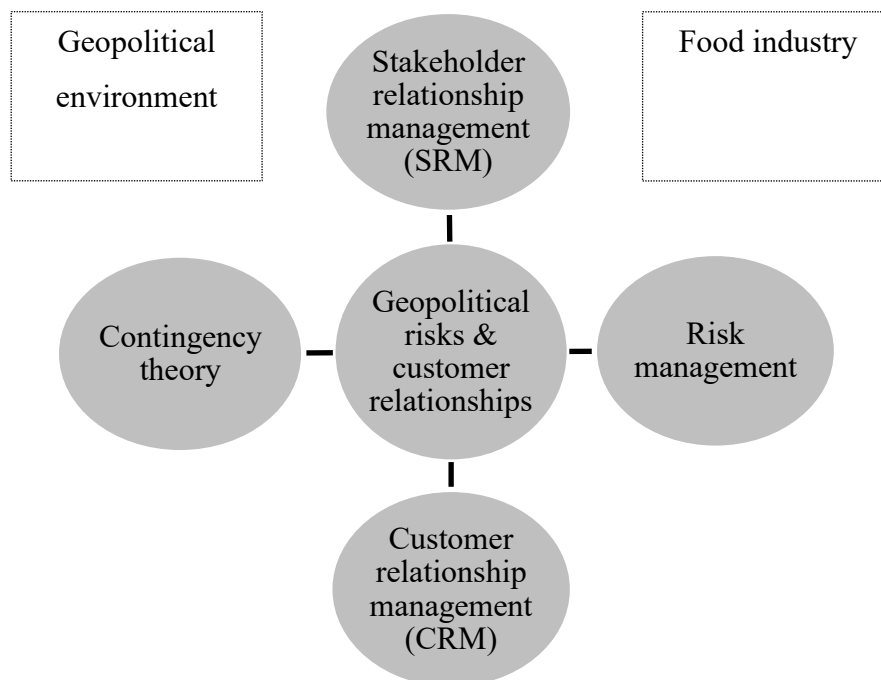 Geopolitical
environment
Stakeholder
relationship
management
(SRM)
Food industry
Contingency
theory
Geopolitical
risks &
customer
relationships
Risk
management
Customer
relationship
management
(CRM)